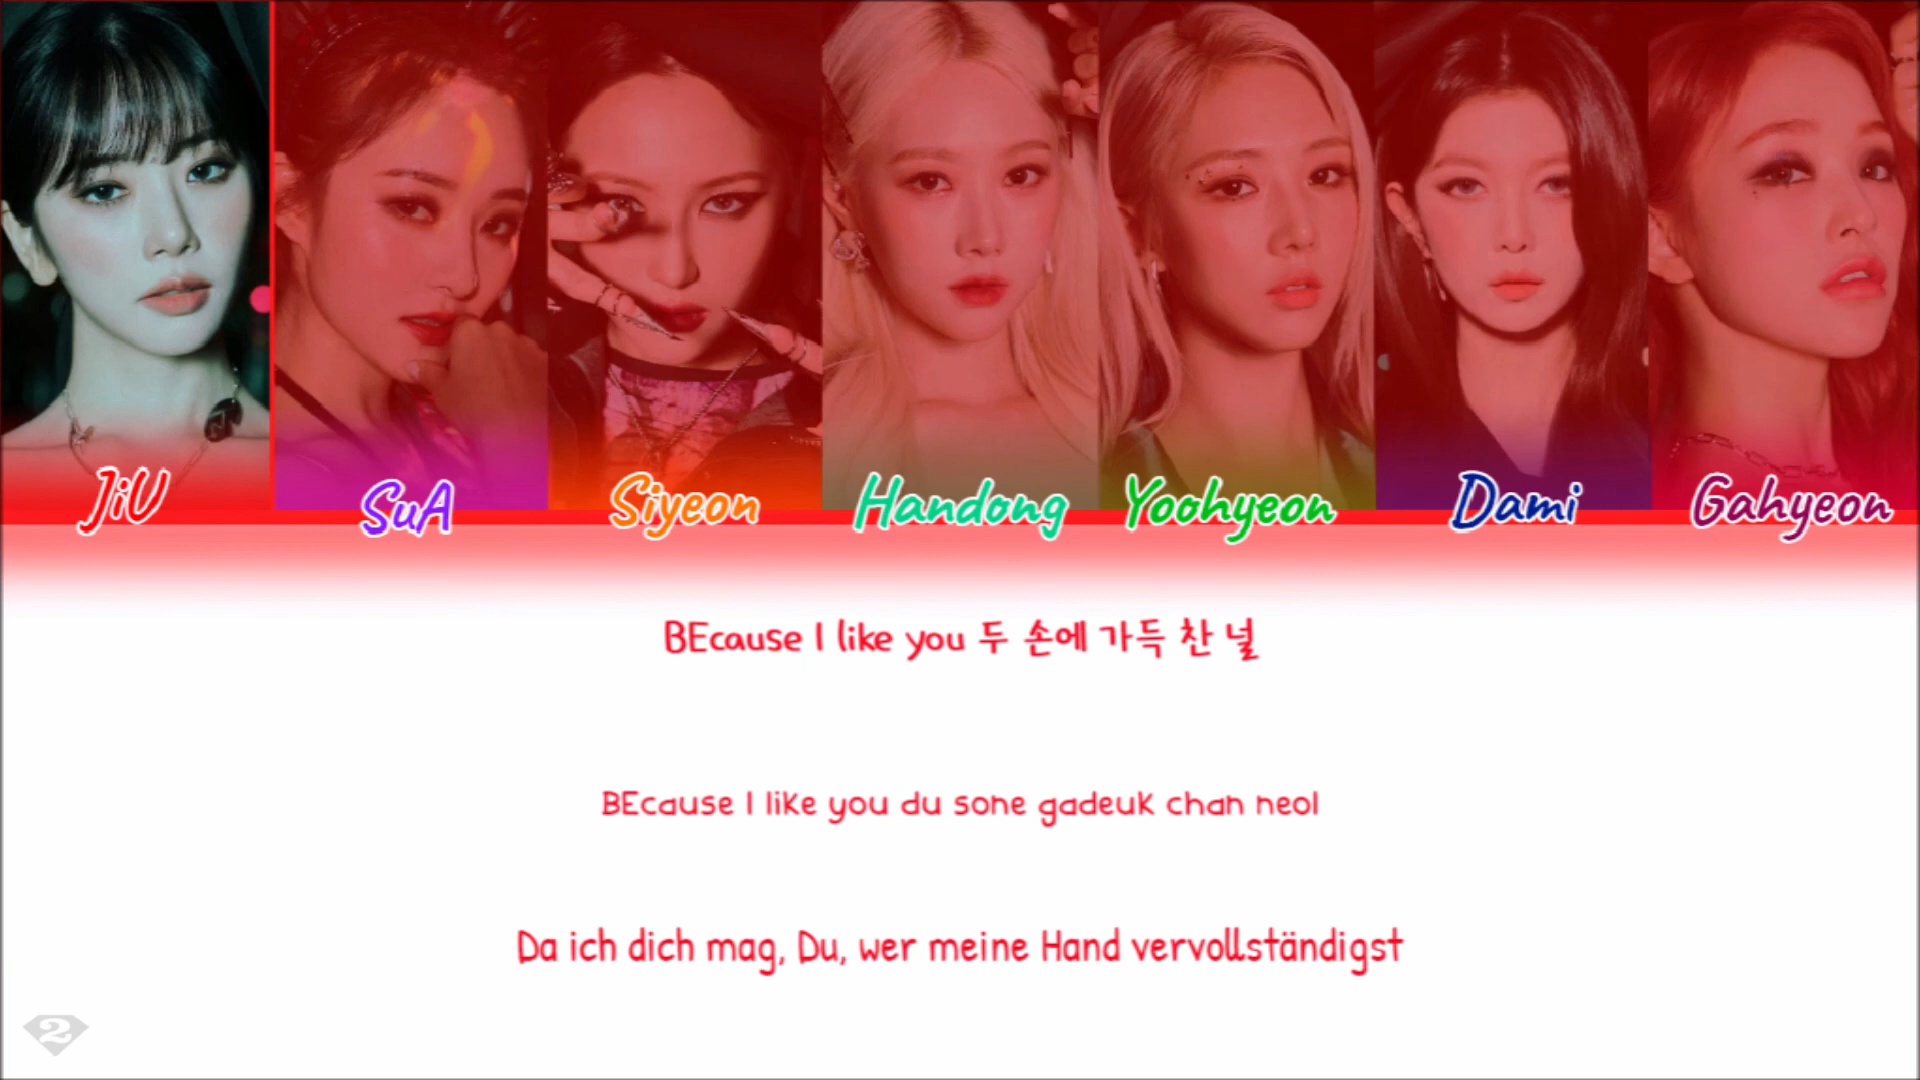 JiU
SuA
Siyeon
Handong
Yoohyeon
Dami
Gahyeon
BEcause I like you 두 손에 가득 찬 널
BEcause I like you du sone gadeuk chan neol
Da ich dich mag, Du, wer meine Hand vervollständigst
2